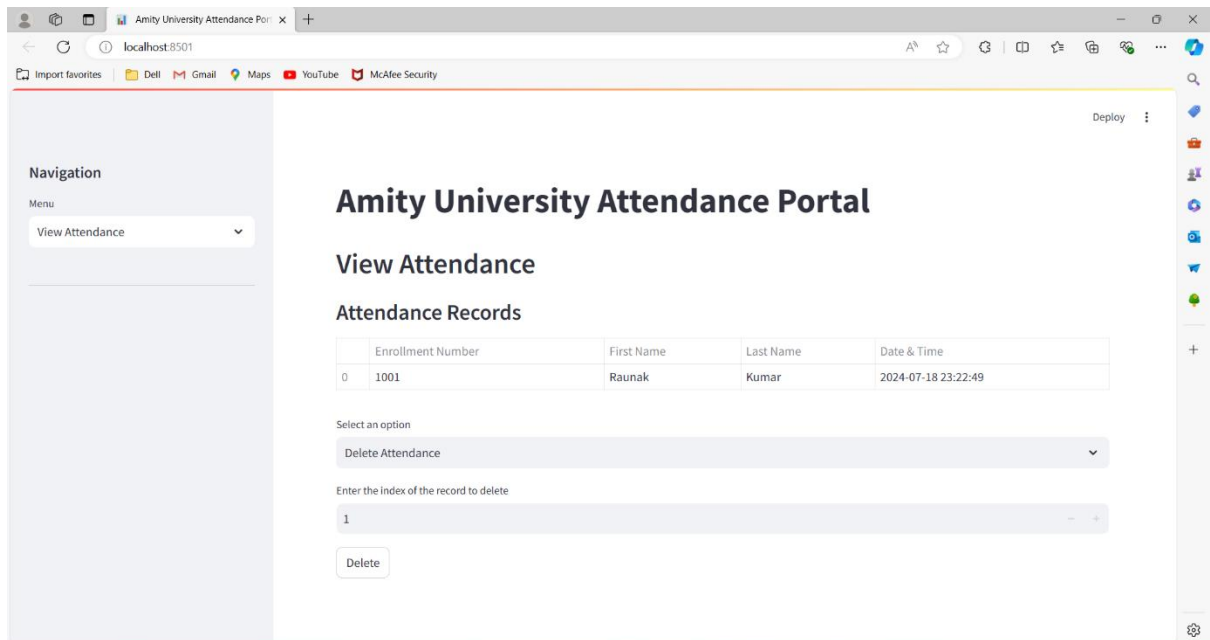 Amity University Attendance Por
localhost:8501
Import favorites Dell Gmail Maps YouTube McAfee Security
Deploy
Navigation
Menu
View Attendance
Amity University Attendance Portal
View Attendance
Attendance Records
Enrollment Number First Name Last Name Date & Time
0 1001 Raunak Kumar 2024-07-18 23:22:49
Select an option
Delete Attendance
Enter the index of the record to delete
1
Delete